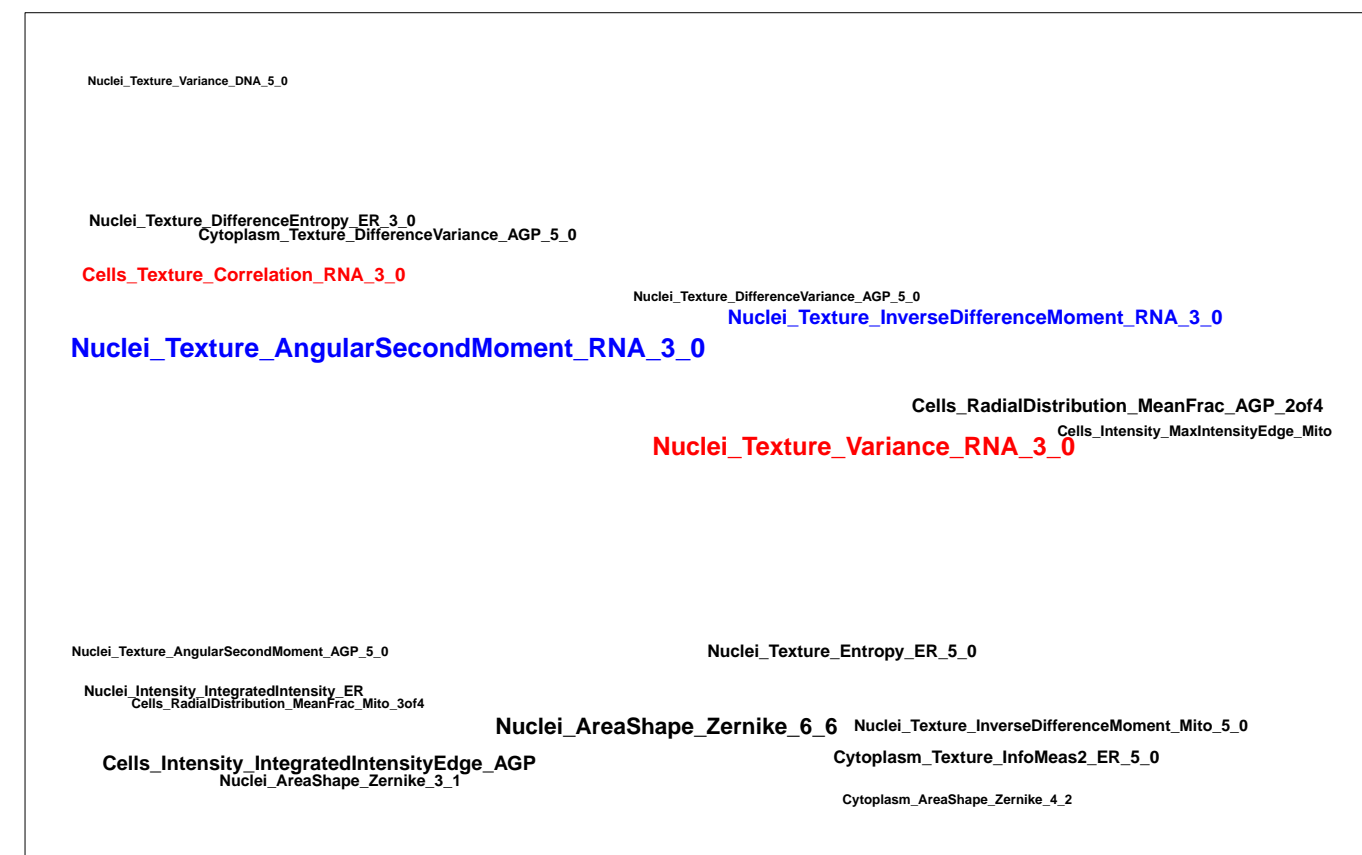 Nuclei_Texture_Variance_DNA_5_0
Nuclei_Texture_DifferenceEntropy_ER_3_0
Cytoplasm_Texture_DifferenceVariance_AGP_5_0
Cells_Texture_Correlation_RNA_3_0
Nuclei_Texture_DifferenceVariance_AGP_5_0
Nuclei_Texture_InverseDifferenceMoment_RNA_3_0
Nuclei_Texture_AngularSecondMoment_RNA_3_0
Cells_RadialDistribution_MeanFrac_AGP_2of4
Cells_Intensity_MaxIntensityEdge_Mito
Nuclei_Texture_Variance_RNA_3_0
Nuclei_Texture_AngularSecondMoment_AGP_5_0
Nuclei_Texture_Entropy_ER_5_0
Nuclei_Intensity_IntegratedIntensity_ER
Cells_RadialDistribution_MeanFrac_Mito_3of4
Nuclei_AreaShape_Zernike_6_6
Nuclei_Texture_InverseDifferenceMoment_Mito_5_0
Cells_Intensity_IntegratedIntensityEdge_AGP
Cytoplasm_Texture_InfoMeas2_ER_5_0
Nuclei_AreaShape_Zernike_3_1
Cytoplasm_AreaShape_Zernike_4_2